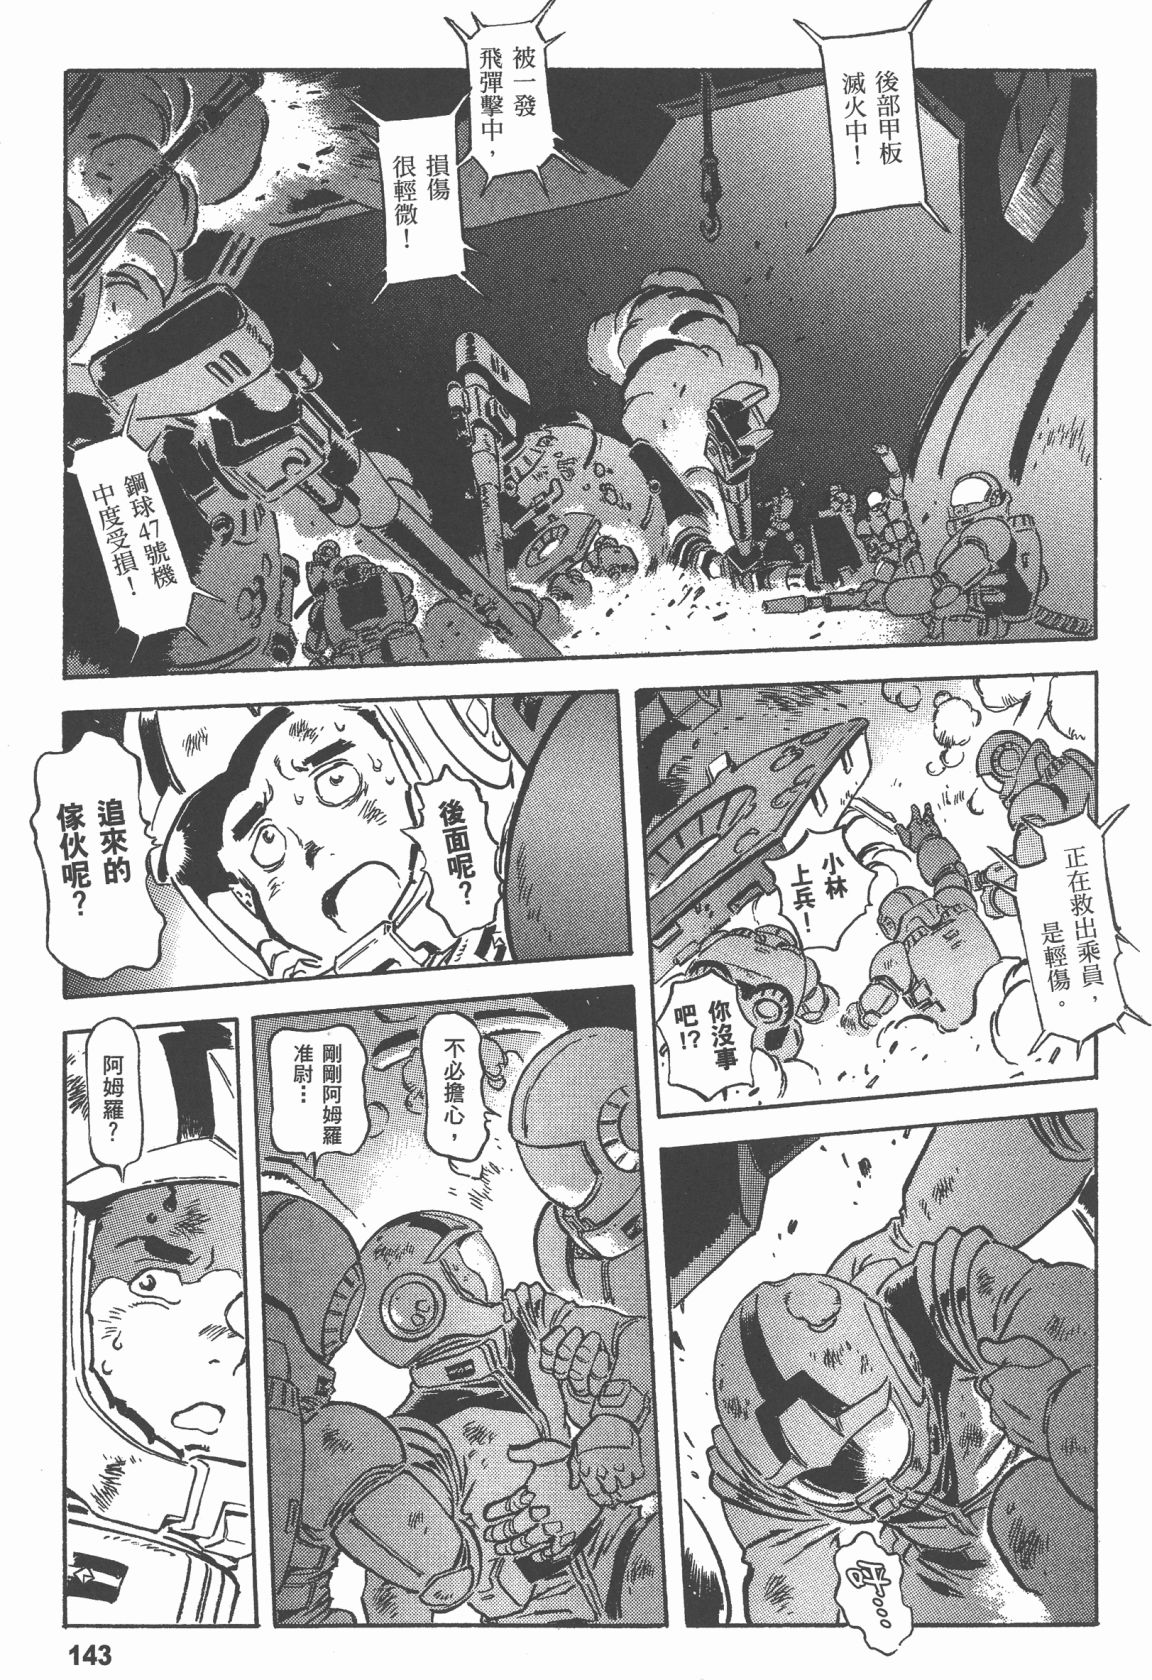 後部甲板
滅火中！
被一發
飛彈擊中，
損傷
很輕微！
鋼球47號機
中度受損！
正在救出乘員，
是輕傷。
小林
上兵！
你沒事
吧!?
後面呢？
追來的
傢伙呢？
呼……
不必擔心，
剛剛阿姆羅
准尉…
阿姆羅？
143